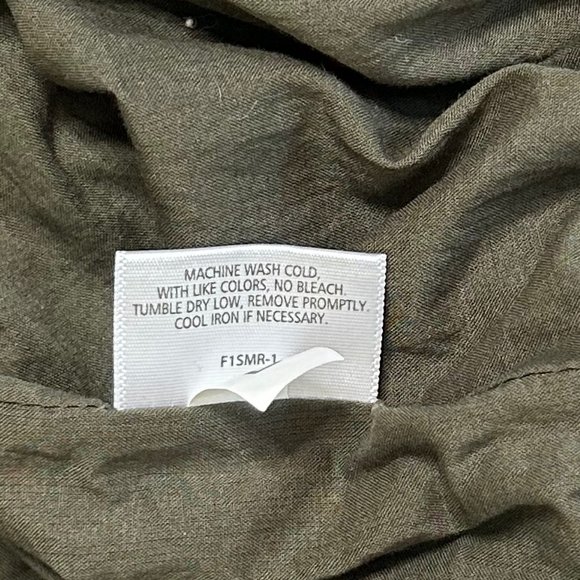 MACHINE WASH COLD,
WITH LIKE COLORS, NO BLEACH.
TUMBLE DRY LOW, REMOVE PROMPTLY.
COOL IRON IF NECESSARY.
F1SMR-1